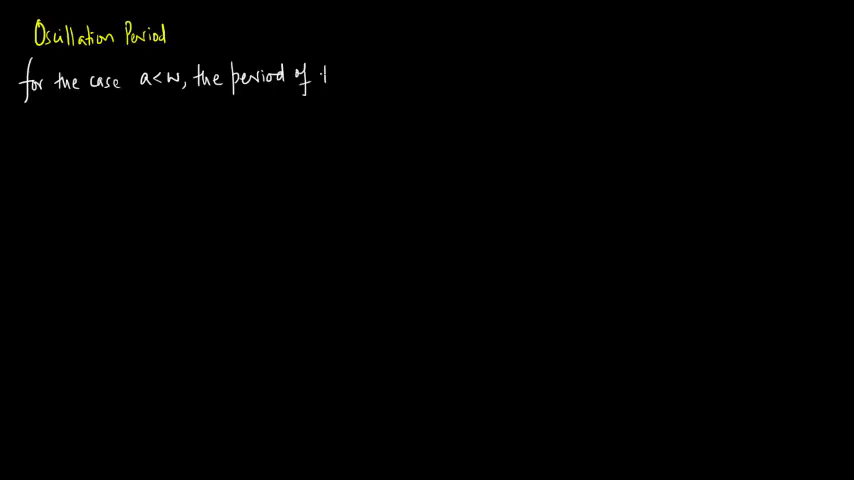 Oscillation Period
for the case a<w, the period of